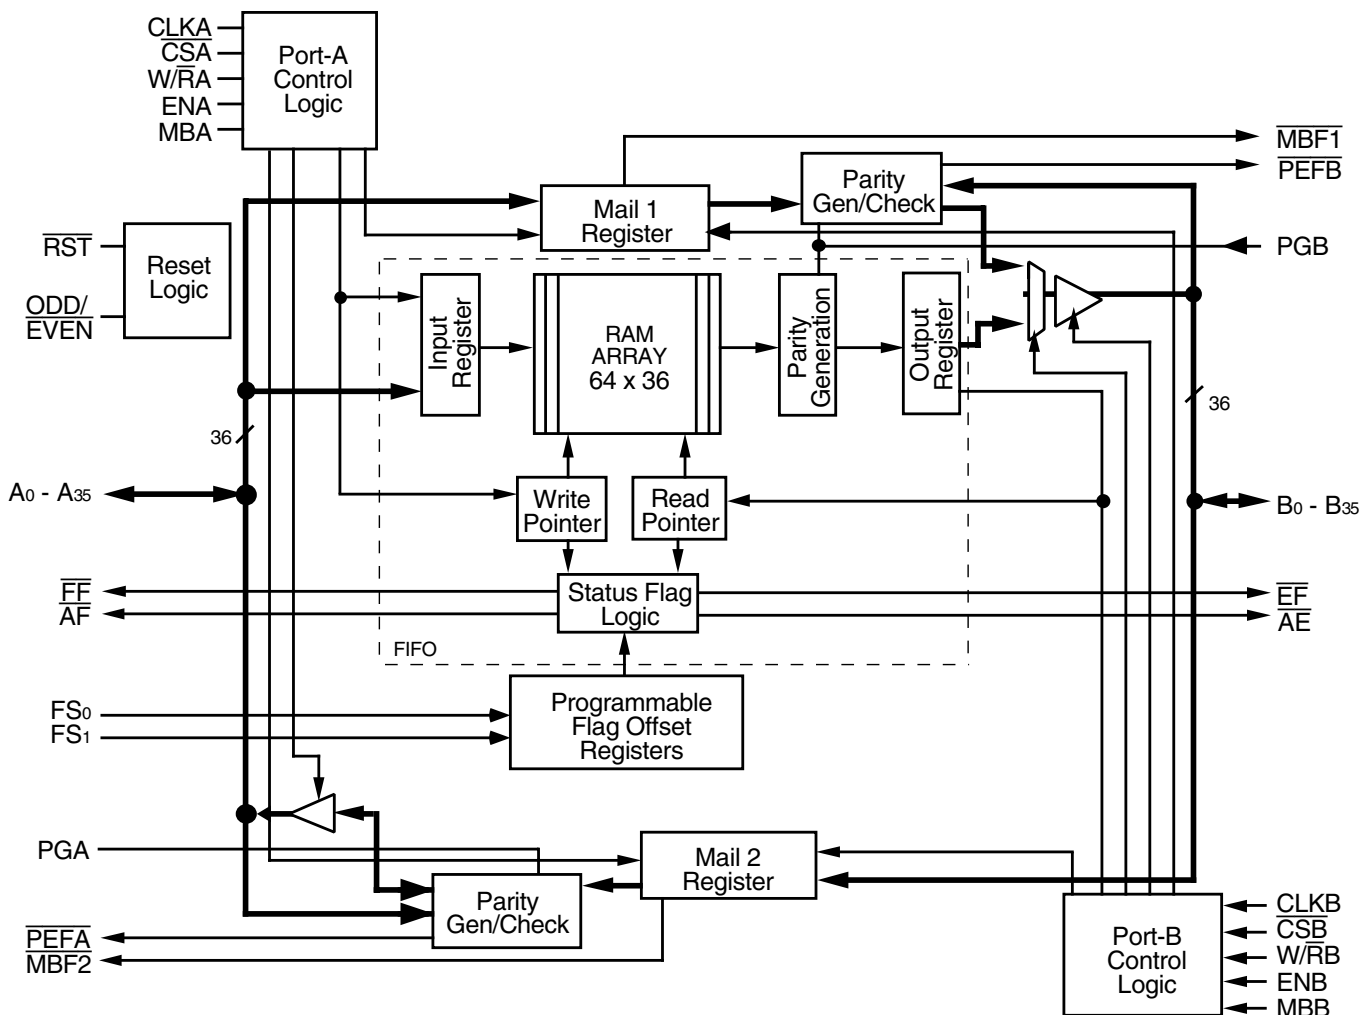 CLKA
CSA
W/RA
ENA
MBA
Port-A
Control
Logic
MBF1
PEFB
Parity
Gen/Check
Mail 1
Register
PGB
RST
ODD/
EVEN
Reset
Logic
Input
Register
RAM
ARRAY
64 x 36
Parity
Generation
Output
Register
36
36
A0 - A35
Write
Pointer
Read
Pointer
B0 - B35
FF
AF
Status Flag
Logic
EF
AE
FIFO
FS0
FS1
Programmable
Flag Offset
Registers
PGA
Mail 2
Register
Parity
Gen/Check
PEFA
MBF2
Port-B
Control
Logic
CLKB
CSB
W/RB
ENB
MBB